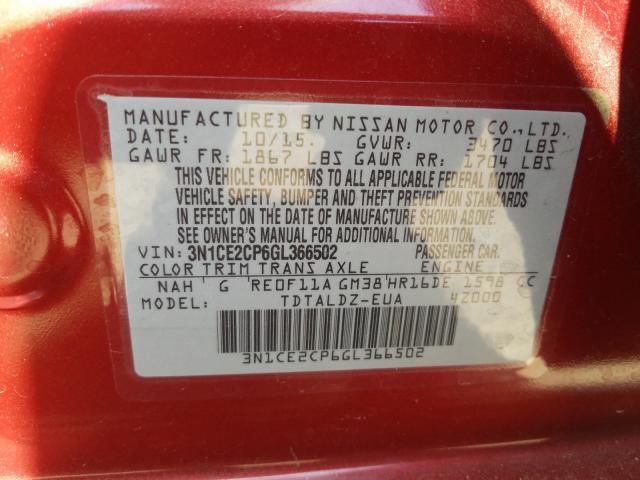 MANUFACTURED BY NISSAN MOTOR CO.,LTD.
DATE: 10/15. GVWR: 3470 LBS
GAWR FR: 1867 LBS GAWR RR: 1704 LBS
THIS VEHICLE CONFORMS TO ALL APPLICABLE FEDERAL MOTOR
VEHICLE SAFETY, BUMPER AND THEFT PREVENTION STANDARDS
IN EFFECT ON THE DATE OF MANUFACTURE SHOWN ABOVE.
SEE OWNER'S MANUAL FOR ADDITIONAL INFORMATION.
VIN: 3N1CE2CP6GL366502 PASSENGER CAR.
COLOR TRIM TRANS AXLE ENGINE
NAH G RE0F11A GM38 HR16DE 1598 CC
MODEL: TDTALDZ-EUA 4Z000
3N1CE2CP6GL366502